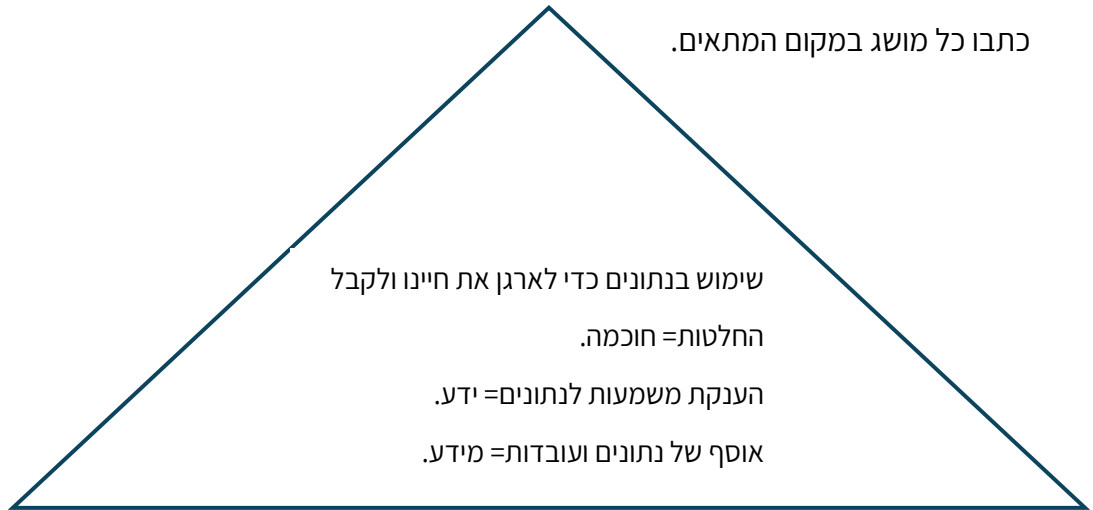 כתבו כל מושג במקום המתאים.
שימוש בנתונים כדי לארגן את חיינו ולקבל
החלטות= חוכמה.
הענקת משמעות לנתונים= ידע.
אוסף של נתונים ועובדות= מידע.